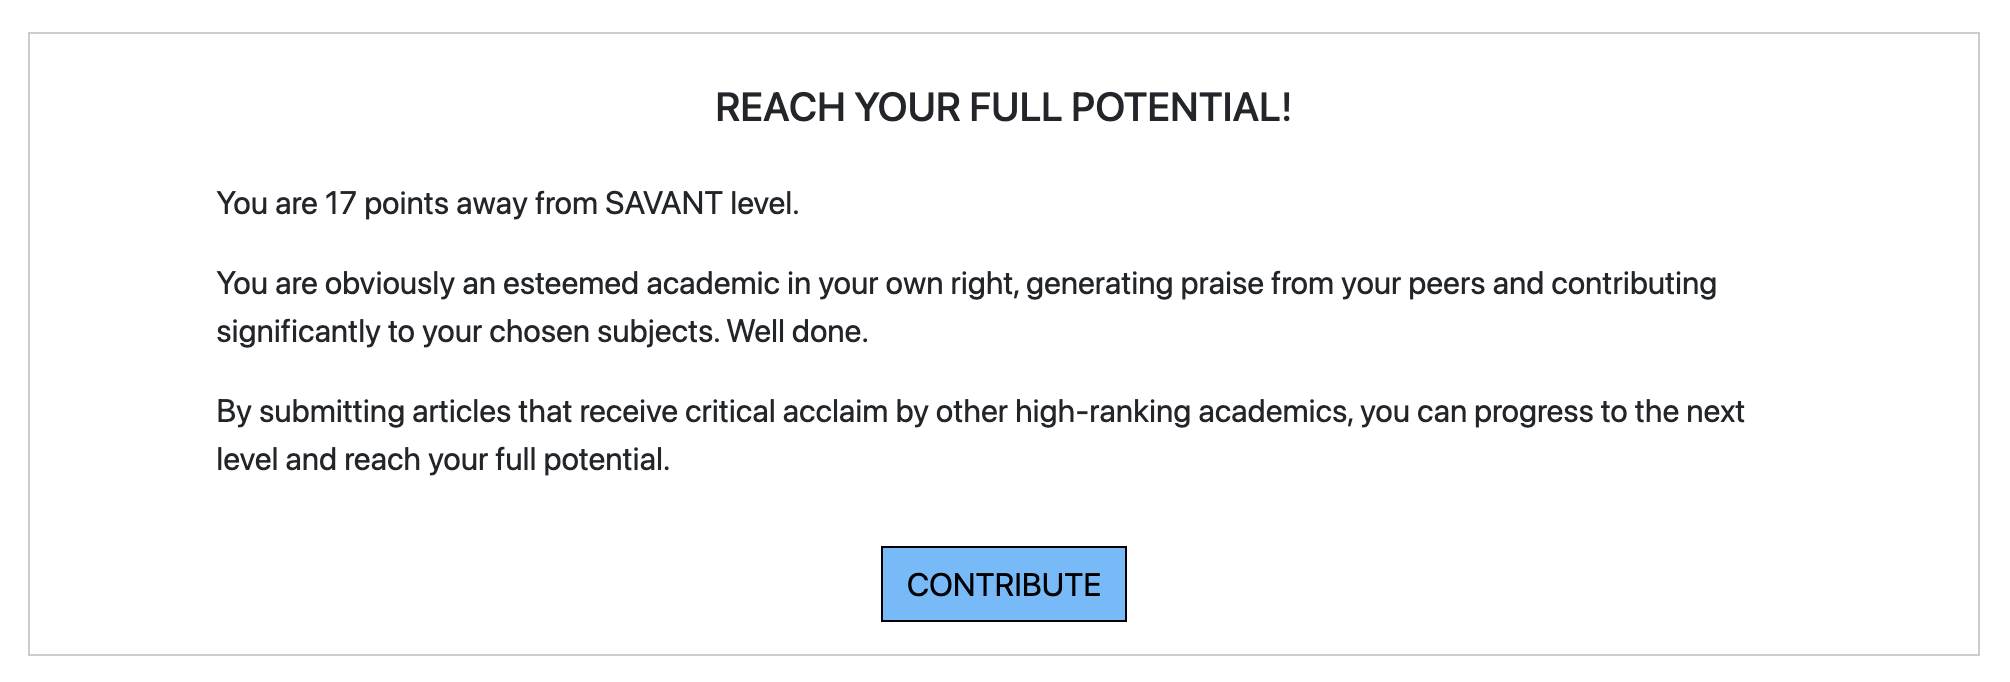 REACH YOUR FULL POTENTIAL!
You are 17 points away from SAVANT level.
You are obviously an esteemed academic in your own right, generating praise from your peers and contributing
significantly to your chosen subjects. Well done.
By submitting articles that receive critical acclaim by other high-ranking academics, you can progress to the next
level and reach your full potential.
CONTRIBUTE